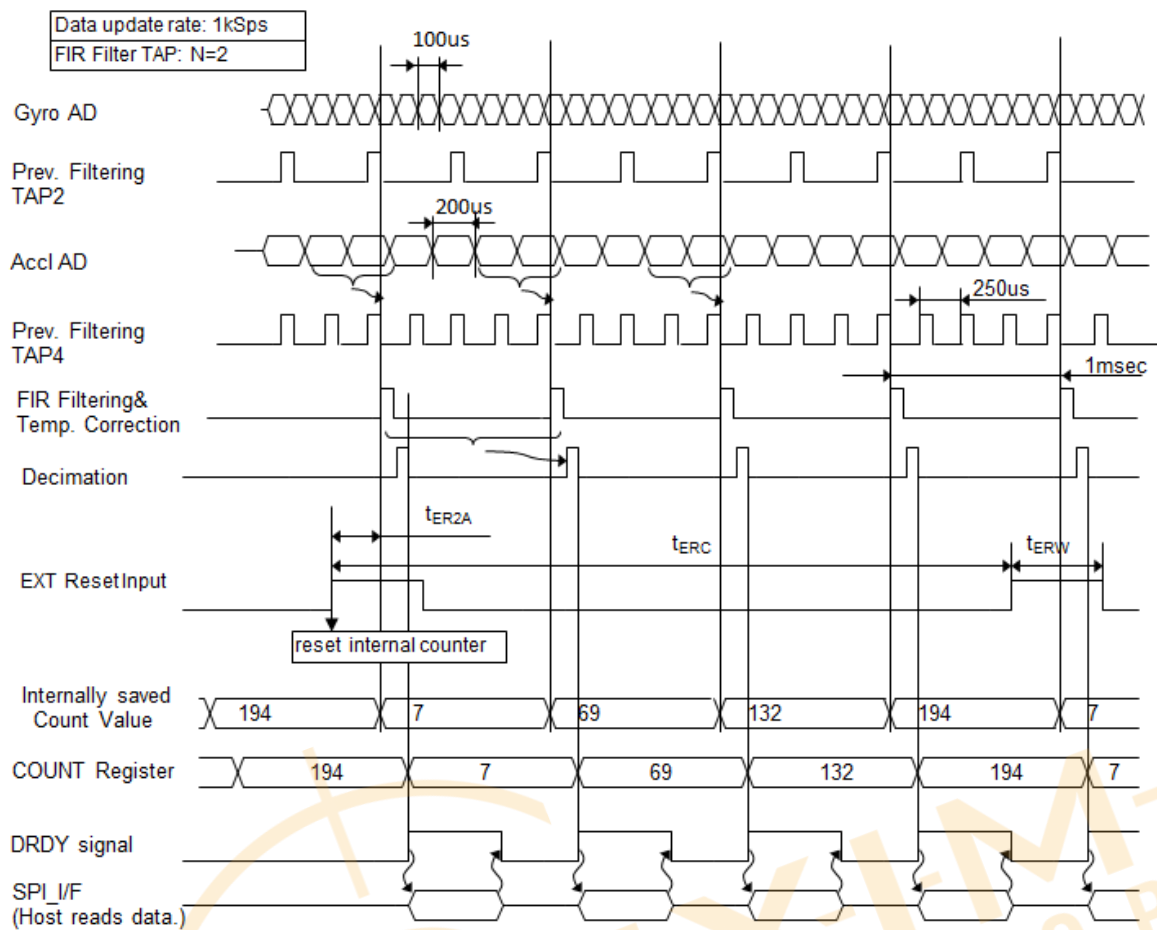 Data update rate: 1kSps
FIR Filter TAP: N=2
100us
Gyro AD
Prev. Filtering
TAP2
200us
Accl AD
250us
Prev. Filtering
TAP4
1msec
FIR Filtering&
Temp. Correction
Decimation
tER2A
tERC
tERW
EXT ResetInput
reset internal counter
Internally saved
Count Value
194 7 69 132 194 7
COUNT Register
194 7 69 132 194 7
DRDY signal
SPI_I/F
(Host reads data.)